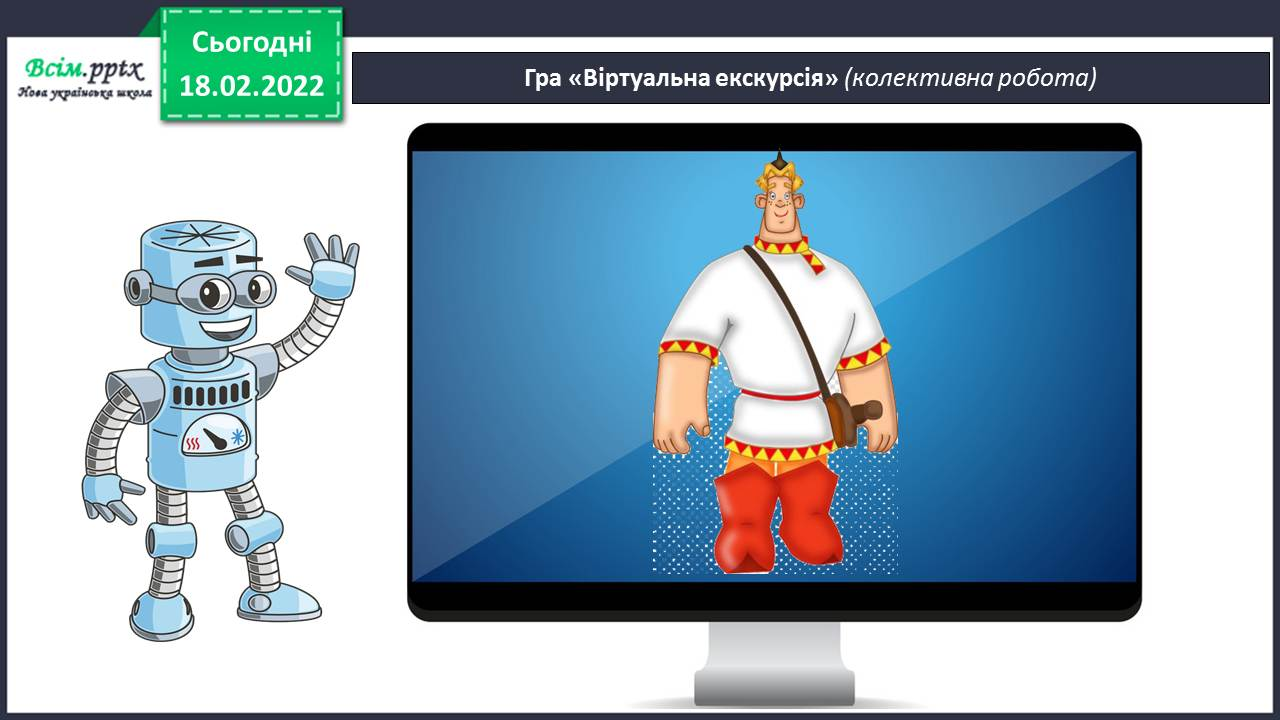 Всім.pptx
Нова українська школа
Сьогодні
18.02.2022
Гра «Віртуальна екскурсія» (колективна робота)